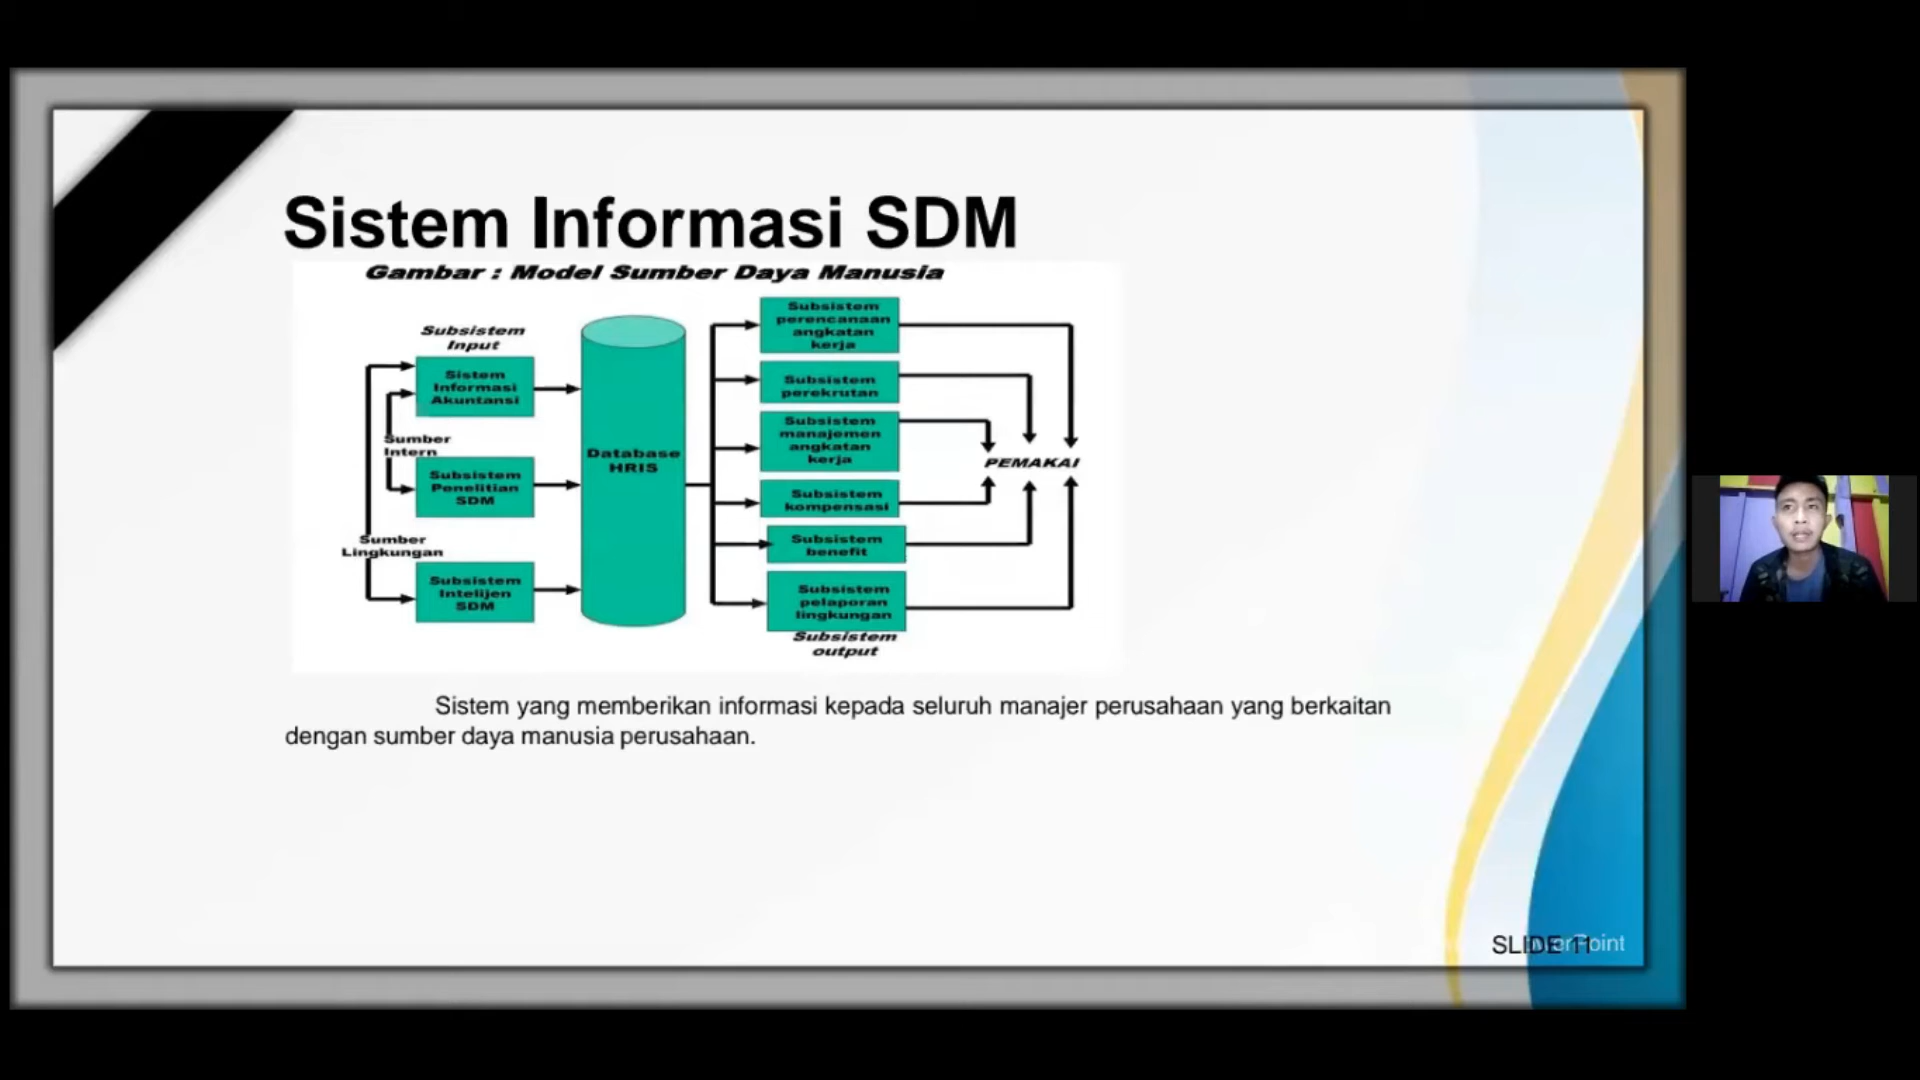 Sistem Informasi SDM
Gambar : Model Sumber Daya Manusia
Subsistem
Input
Sistem
Informasi
Akuntansi
Sumber
Intern
Subsistem
Penelitian
SDM
Sumber
Lingkungan
Subsistem
Intelijen
SDM
Database
HRIS
Subsistem
perencanaan
angkatan
kerja
Subsistem
perekrutan
Subsistem
manajemen
angkatan
kerja
Subsistem
kompensasi
Subsistem
benefit
Subsistem
pelaporan
lingkungan
Subsistem
output
PEMAKAI
Sistem yang memberikan informasi kepada seluruh manajer perusahaan yang berkaitan
dengan sumber daya manusia perusahaan.
SLIDE 11